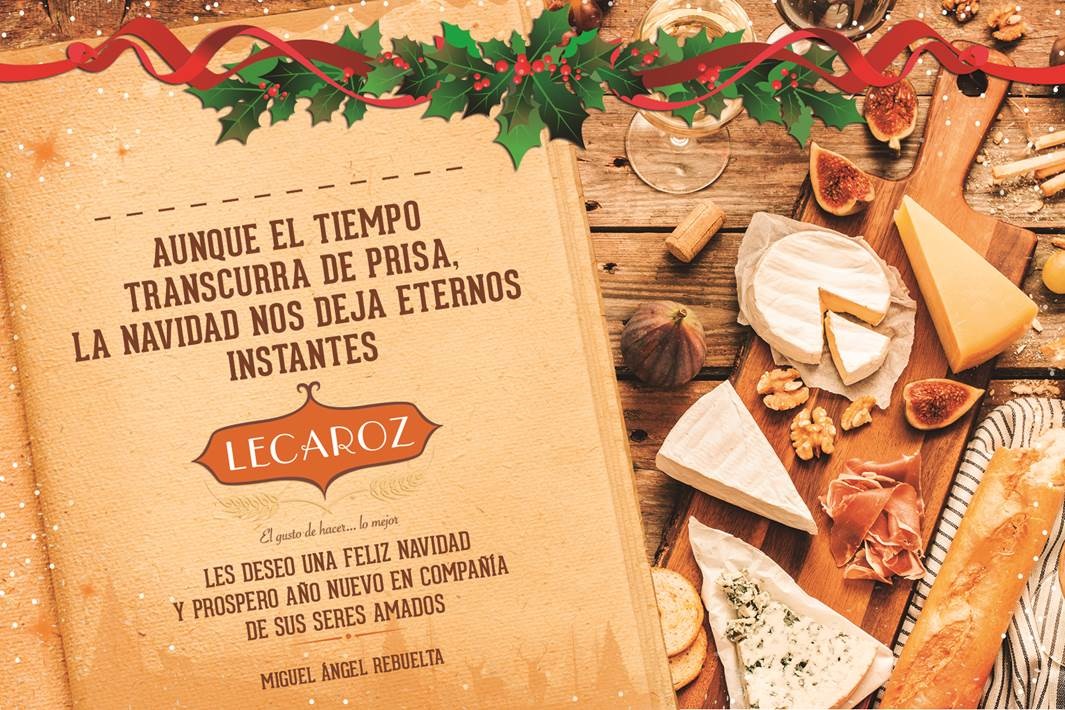 AUNQUE EL TIEMPO
TRANSCURRA DE PRISA,
LA NAVIDAD NOS DEJA ETERNOS
INSTANTES
LECAROZ
El gusto de hacer... lo mejor
LES DESEO UNA FELIZ NAVIDAD
Y PROSPERO AÑO NUEVO EN COMPAÑÍA
DE SUS SERES AMADOS
MIGUEL ÁNGEL REBUELTA